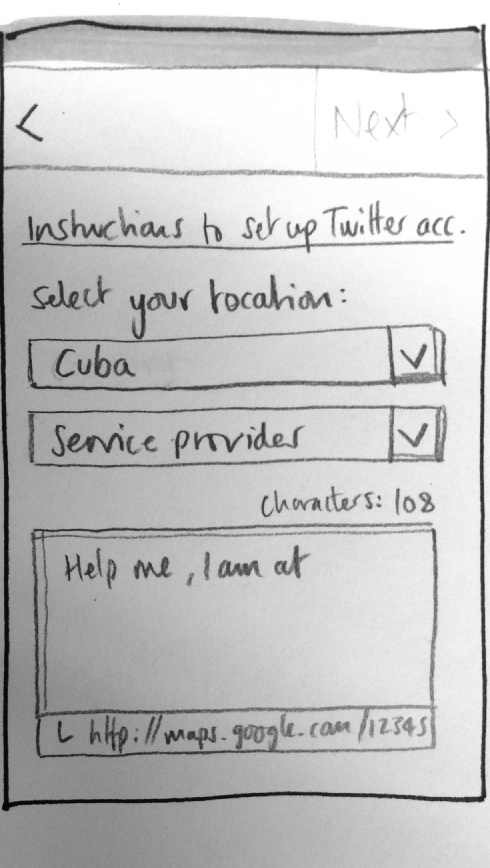 < Next >
Instructions to set up Twitter acc.
Select your location:
Cuba
Service provider
Characters: 108
Help me, I am at
http://maps.google.com/12345